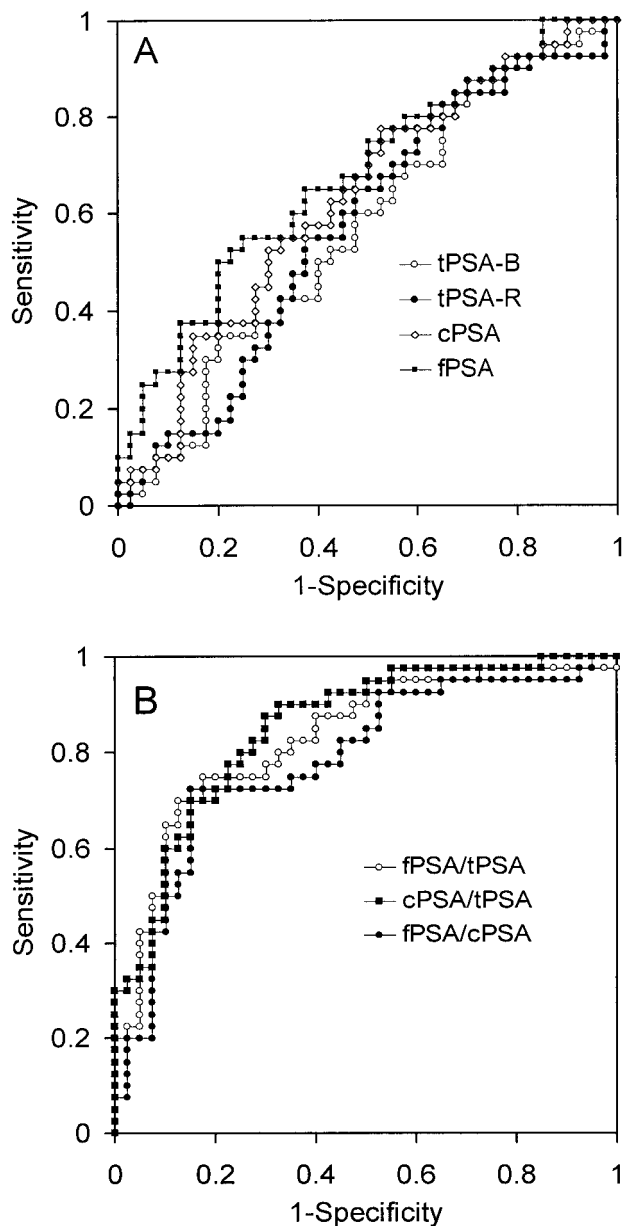 A
1
0.8
0.6
0.4
0.2
0
Sensitivity
tPSA-B
tPSA-R
cPSA
fPSA
0 0.2 0.4 0.6 0.8 1
1-Specificity
B
1
0.8
0.6
0.4
0.2
0
Sensitivity
fPSA/tPSA
cPSA/tPSA
fPSA/cPSA
0 0.2 0.4 0.6 0.8 1
1-Specificity